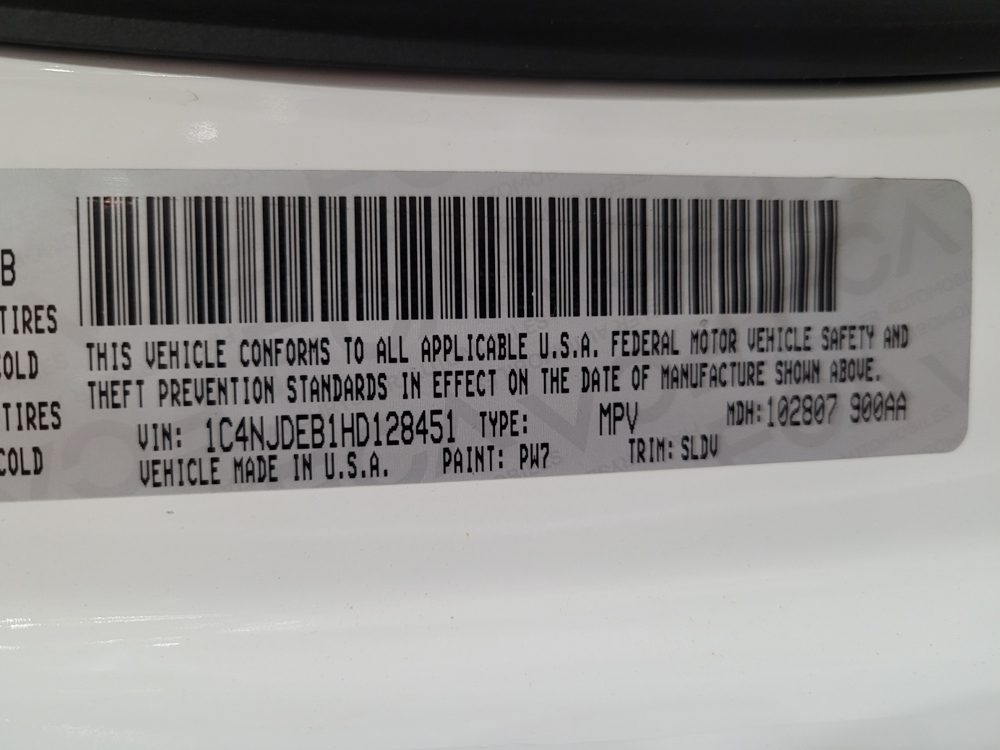 B
TIRES
COLD
TIRES
COLD
THIS VEHICLE CONFORMS TO ALL APPLICABLE U.S.A. FEDERAL MOTOR VEHICLE SAFETY AND
THEFT PREVENTION STANDARDS IN EFFECT ON THE DATE OF MANUFACTURE SHOWN ABOVE.
VIN: 1C4NJDEB1HD128451 TYPE: MPV MDH:102807 900AA
VEHICLE MADE IN U.S.A. PAINT: PW7 TRIM: SLDV